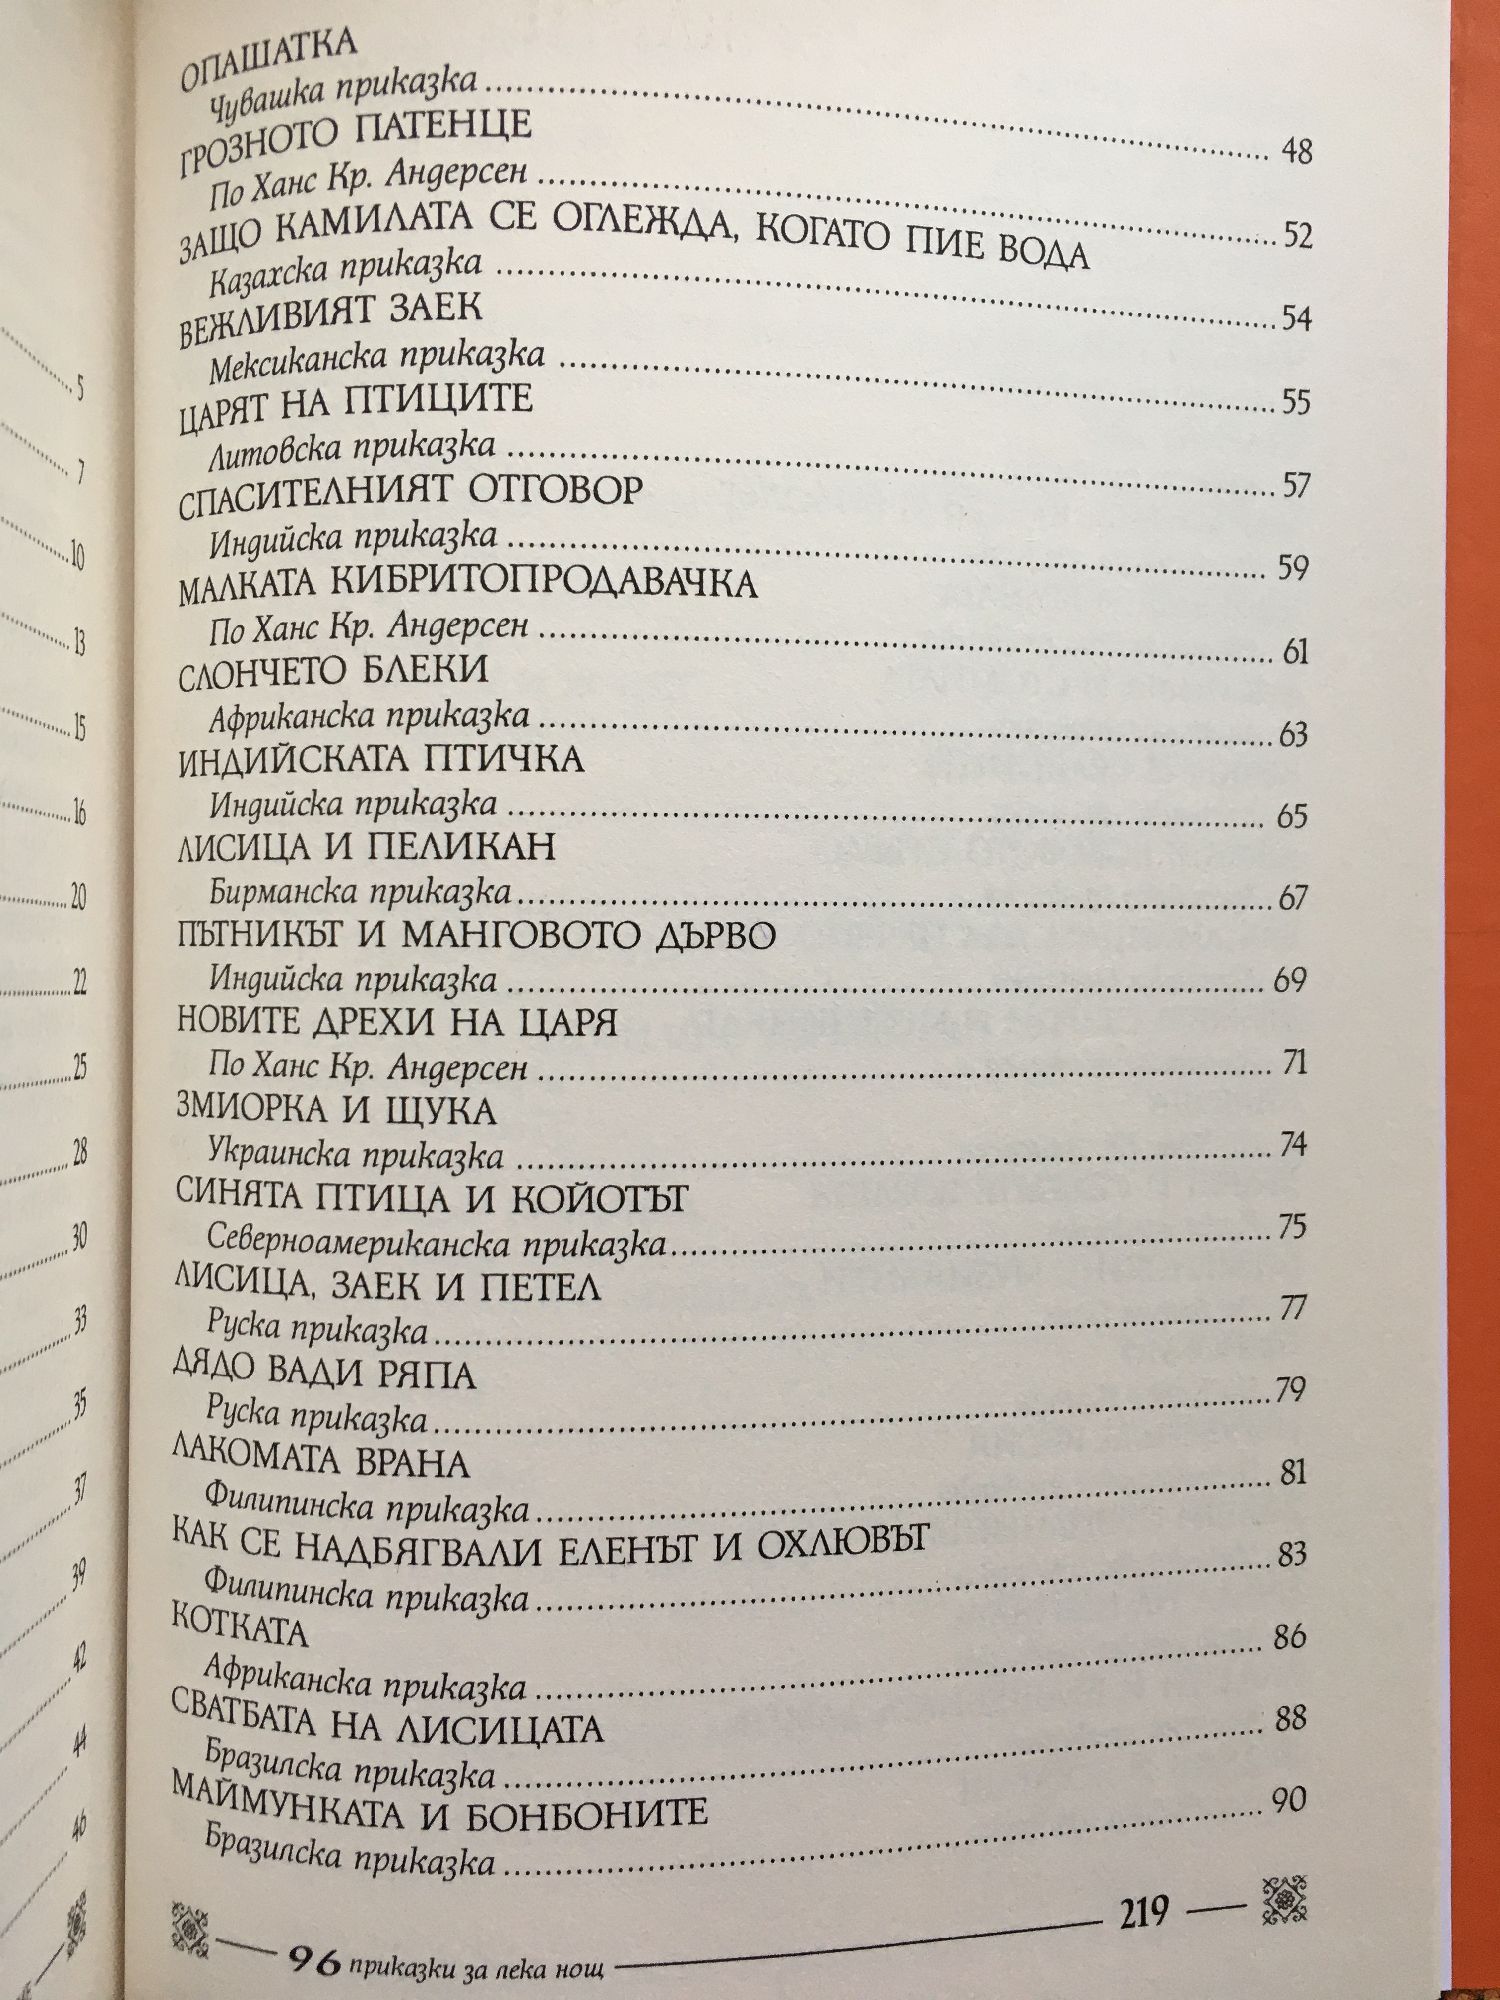 5
7
10
13
15
16
20
22
25
28
30
33
35
37
39
42
44
46
ОПАШАТКА
Чувашка приказка 48
ГРОЗНОТО ПАТЕНЦЕ
По Ханс Кр. Андерсен 52
ЗАЩО КАМИЛАТА СЕ ОГЛЕЖДА, КОГАТО ПИЕ ВОДА
Казахска приказка 54
ВЕЖЛИВИЯТ ЗАЕК
Мексиканска приказка 55
ЦАРЯТ НА ПТИЦИТЕ
Литовска приказка 57
СПАСИТЕЛНИЯТ ОТГОВОР
Индийска приказка 59
МАЛКАТА КИБРИТОПРОДАВАЧКА
По Ханс Кр. Андерсен 61
СЛОНЧЕТО БЛЕКИ
Африканска приказка 63
ИНДИЙСКАТА ПТИЧКА
Индийска приказка 65
ЛИСИЦА И ПЕЛИКАН
Бирманска приказка 67
ПЪТНИКЪТ И МАНГОВОТО ДЪРВО
Индийска приказка 69
НОВИТЕ ДРЕХИ НА ЦАРЯ
По Ханс Кр. Андерсен 71
ЗМИОРКА И ЩУКА
Украинска приказка 74
СИНЯТА ПТИЦА И КОЙОТЪТ
Северноамериканска приказка 75
ЛИСИЦА, ЗАЕК И ПЕТЕЛ
Руска приказка 77
ДЯДО ВАДИ РЯПА
Руска приказка 79
ЛАКОМАТА ВРАНА
Филипинска приказка 81
КАК СЕ НАДБЯГВАЛИ ЕЛЕНЪТ И ОХЛЮВЪТ
Филипинска приказка 83
КОТКАТА
Африканска приказка 86
СВАТБАТА НА ЛИСИЦАТА
Бразилска приказка 88
МАЙМУНКАТА И БОНБОНИТЕ
Бразилска приказка 90
96 приказки за лека нощ 219